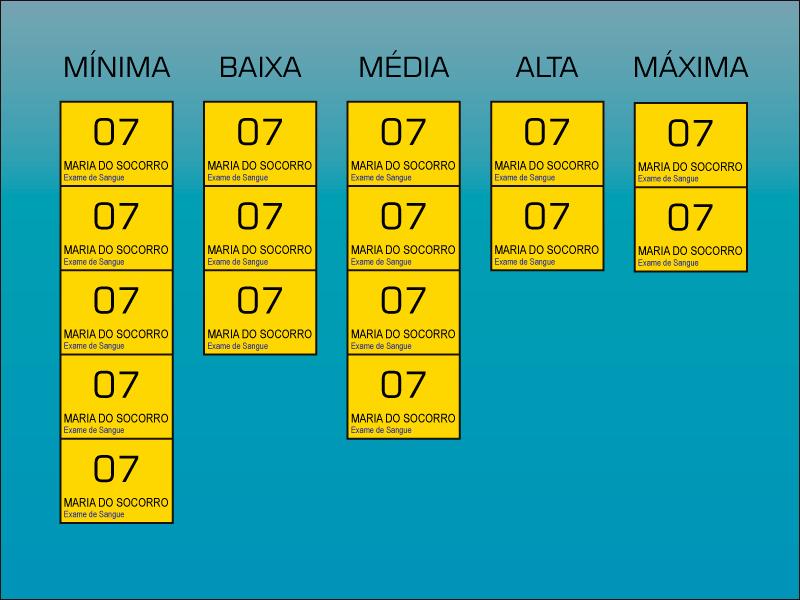 MÍNIMA BAIXA MÉDIA ALTA MÁXIMA
07 07 07 07 07
MARIA DO SOCORRO MARIA DO SOCORRO MARIA DO SOCORRO MARIA DO SOCORRO MARIA DO SOCORRO
Exame de Sangue Exame de Sangue Exame de Sangue Exame de Sangue Exame de Sangue
07 07 07 07 07
MARIA DO SOCORRO MARIA DO SOCORRO MARIA DO SOCORRO MARIA DO SOCORRO MARIA DO SOCORRO
Exame de Sangue Exame de Sangue Exame de Sangue Exame de Sangue Exame de Sangue
07 07 07
MARIA DO SOCORRO MARIA DO SOCORRO MARIA DO SOCORRO
Exame de Sangue Exame de Sangue Exame de Sangue
07 07
MARIA DO SOCORRO MARIA DO SOCORRO
Exame de Sangue Exame de Sangue
07
MARIA DO SOCORRO
Exame de Sangue